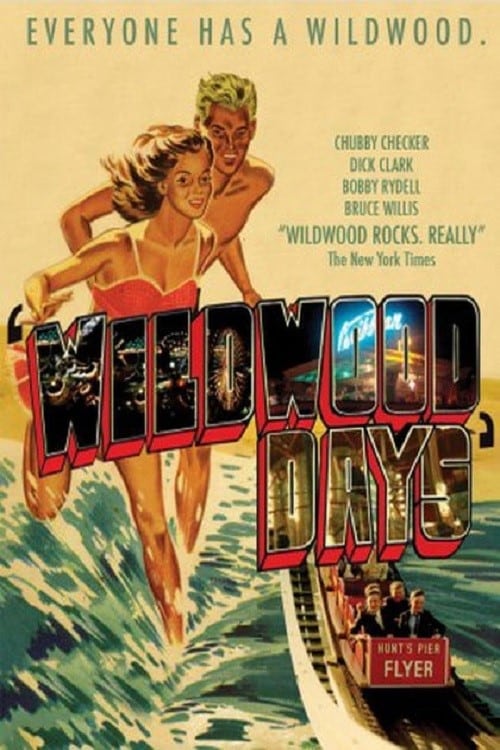 EVERYONE HAS A WILDWOOD.
CHUBBY CHECKER
DICK CLARK
BOBBY RYDELL
BRUCE WILLIS
"WILDWOOD ROCKS. REALLY"
The New York Times
'WILDWOOD
DAYS'
HUNT'S PIER
FLYER